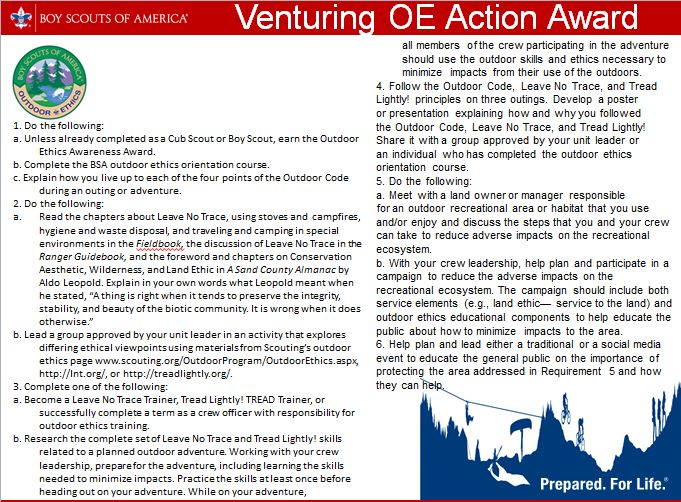 BOY SCOUTS OF AMERICA®
Venturing OE Action Award
BOY SCOUTS OF AMERICA®
OUTDOOR ETHICS
1. Do the following:
a. Unless already completed as a Cub Scout or Boy Scout, earn the Outdoor
Ethics Awareness Award.
b. Complete the BSA outdoor ethics orientation course.
c. Explain how you live up to each of the four points of the Outdoor Code
during an outing or adventure.
2. Do the following:
a. Read the chapters about Leave No Trace, using stoves and campfires,
hygiene and waste disposal, and traveling and camping in special
environments in the Fieldbook, the discussion of Leave No Trace in the
Ranger Guidebook, and the foreword and chapters on Conservation
Aesthetic, Wilderness, and Land Ethic in A Sand County Almanac by
Aldo Leopold. Explain in your own words what Leopold meant when
he stated, “A thing is right when it tends to preserve the integrity,
stability, and beauty of the biotic community. It is wrong when it does
otherwise.”
b. Lead a group approved by your unit leader in an activity that explores
differing ethical viewpoints using materials from Scouting’s outdoor
ethics page www.scouting.org/OutdoorProgram/OutdoorEthics.aspx,
http://lnt.org/, or http://treadlightly.org/.
3. Complete one of the following:
a. Become a Leave No Trace Trainer, Tread Lightly! TREAD Trainer, or
successfully complete a term as a crew officer with responsibility for
outdoor ethics training.
b. Research the complete set of Leave No Trace and Tread Lightly! skills
related to a planned outdoor adventure. Working with your crew
leadership, prepare for the adventure, including learning the skills
needed to minimize impacts. Practice the skills at least once before
heading out on your adventure. While on your adventure,
all members of the crew participating in the adventure
should use the outdoor skills and ethics necessary to
minimize impacts from their use of the outdoors.
4. Follow the Outdoor Code, Leave No Trace, and Tread
Lightly! principles on three outings. Develop a poster
or presentation explaining how and why you followed
the Outdoor Code, Leave No Trace, and Tread Lightly!
Share it with a group approved by your unit leader or
an individual who has completed the outdoor ethics
orientation course.
5. Do the following:
a. Meet with a land owner or manager responsible
for an outdoor recreational area or habitat that you use
and/or enjoy and discuss the steps that you and your crew
can take to reduce adverse impacts on the recreational
ecosystem.
b. With your crew leadership, help plan and participate in a
campaign to reduce the adverse impacts on the
recreational ecosystem. The campaign should include both
service elements (e.g., land ethic— service to the land) and
outdoor ethics educational components to help educate the
public about how to minimize impacts to the area.
6. Help plan and lead either a traditional or a social media
event to educate the general public on the importance of
protecting the area addressed in Requirement 5 and how
they can help.
Prepared. For Life.®